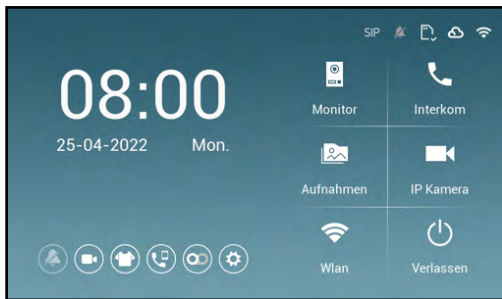 SIP
08:00
25-04-2022 Mon.
Monitor Interkom
Aufnahmen IP Kamera
Wlan Verlassen